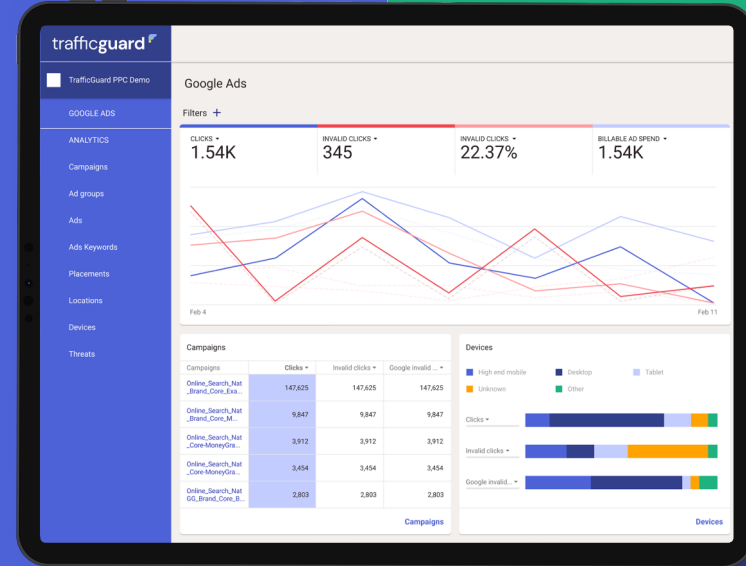 trafficguard
TrafficGuard PPC Demo
GOOGLE ADS
ANALYTICS
Campaigns
Ad groups
Ads
Ads Keywords
Placements
Locations
Devices
Threats
Google Ads
Filters +
CLICKS
1.54K
INVALID CLICKS
345
INVALID CLICKS
22.37%
BILLABLE AD SPEND
1.54K
Feb 4
Feb 11
Campaigns
Campaigns Clicks Invalid clicks Google invalid ...
Online_Search_Nat
_Brand_Core_Exa... 147,625 147,625 147,625
Online_Search_Nat
_Brand_Core_M... 9,847 9,847 9,847
Online_Search_Nat
_Core-MoneyGra... 3,912 3,912 3,912
Online_Search_Nat
_Core-MoneyGra... 3,454 3,454 3,454
Online_Search_Nat
GG_Brand_Core_B... 2,803 2,803 2,803
Campaigns
Devices
High end mobile Desktop Tablet
Unknown Other
Clicks
Invalid clicks
Google invalid...
Devices